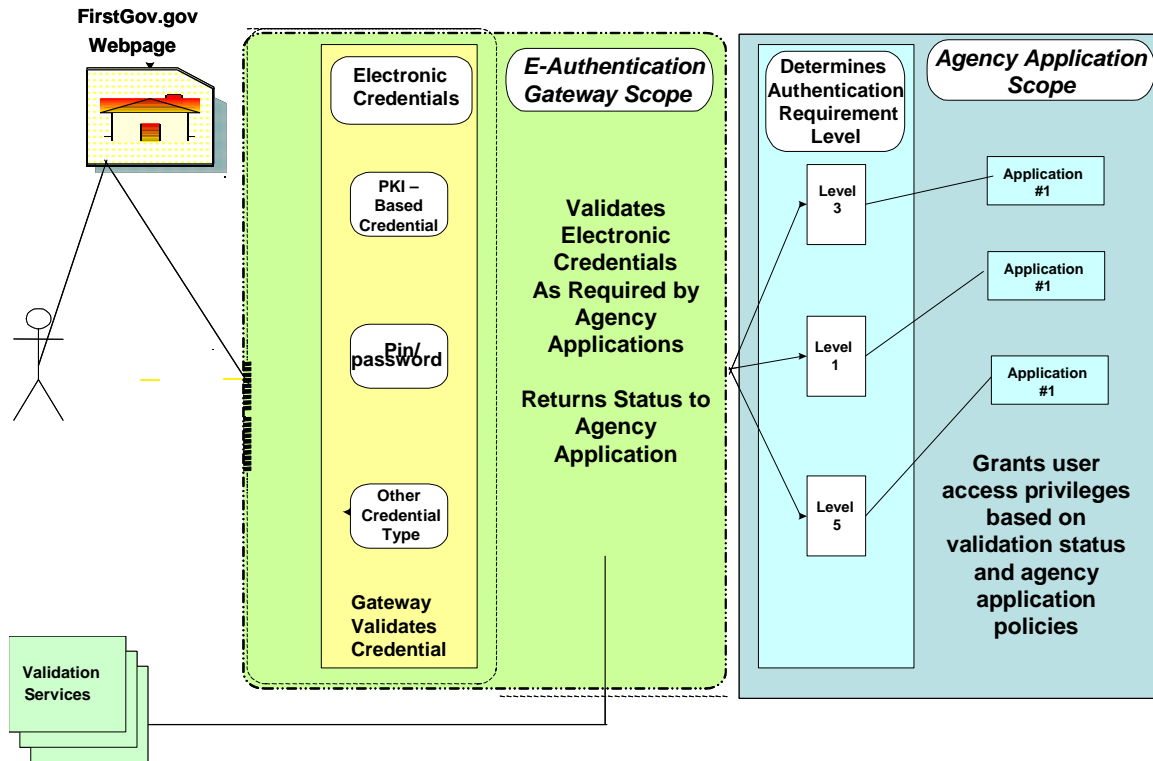 FirstGov.gov
Webpage
Electronic
Credentials
PKI –
Based
Credential
Pin/
password
Other
Credential
Type
Gateway
Validates
Credential
E-Authentication
Gateway Scope
Validates
Electronic
Credentials
As Required by
Agency
Applications
Returns Status to
Agency
Application
Determines
Authentication
Requirement
Level
Level
3
Level
1
Level
5
Agency Application
Scope
Application
#1
Application
#1
Application
#1
Grants user
access privileges
based on
validation status
and agency
application
policies
Validation
Services